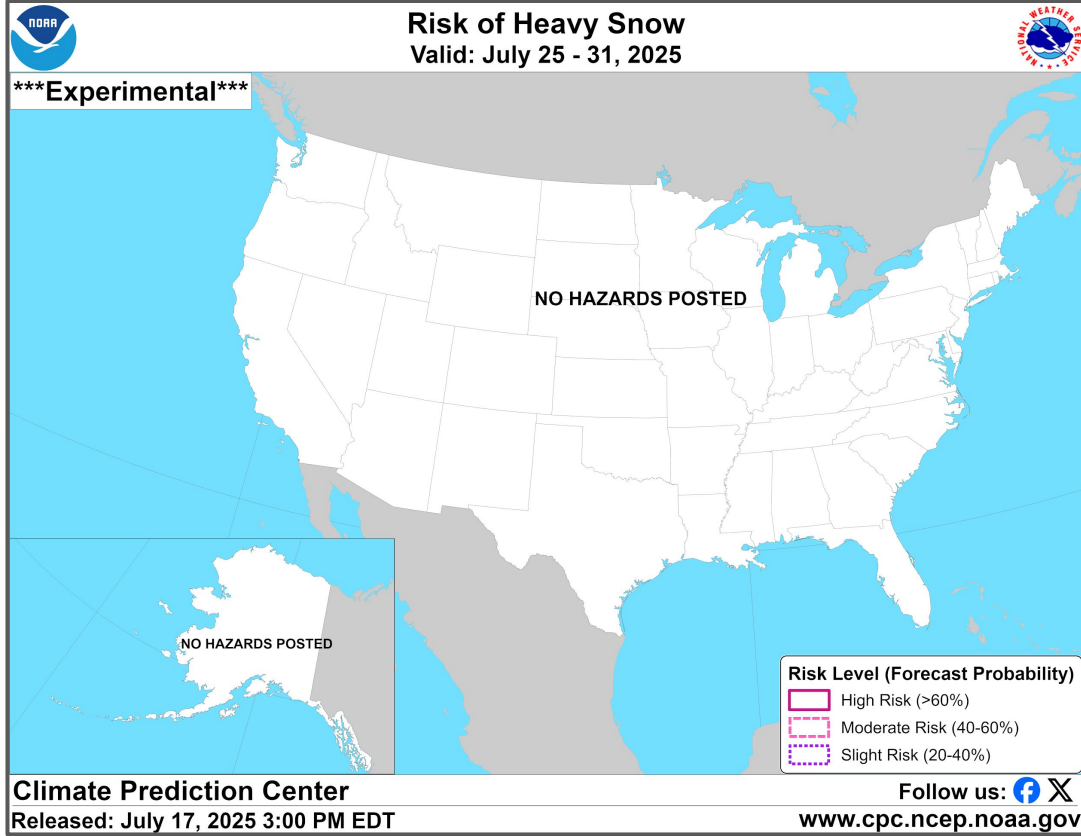 NOAA
Risk of Heavy Snow
Valid: July 25 - 31, 2025
NATIONAL WEATHER SERVICE
***Experimental***
NO HAZARDS POSTED
NO HAZARDS POSTED
Risk Level (Forecast Probability)
High Risk (>60%)
Moderate Risk (40-60%)
Slight Risk (20-40%)
Climate Prediction Center
Follow us:
Released: July 17, 2025 3:00 PM EDT
www.cpc.ncep.noaa.gov